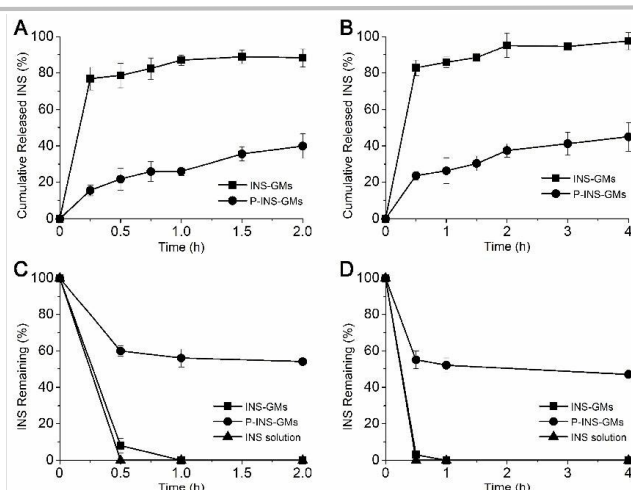 A
Cumulative Released INS (%)
100
80
60
40
20
0
INS-GMs
P-INS-GMs
0
0.5
1.0
1.5
2.0
Time (h)
B
Cumulative Released INS (%)
100
80
60
40
20
0
INS-GMs
P-INS-GMs
0
1
2
3
4
Time (h)
C
INS Remaining (%)
100
80
60
40
20
0
INS-GMs
P-INS-GMs
INS solution
0
0.5
1.0
1.5
2.0
Time (h)
D
INS Remaining (%)
100
80
60
40
20
0
INS-GMs
P-INS-GMs
INS solution
0
1
2
3
4
Time (h)